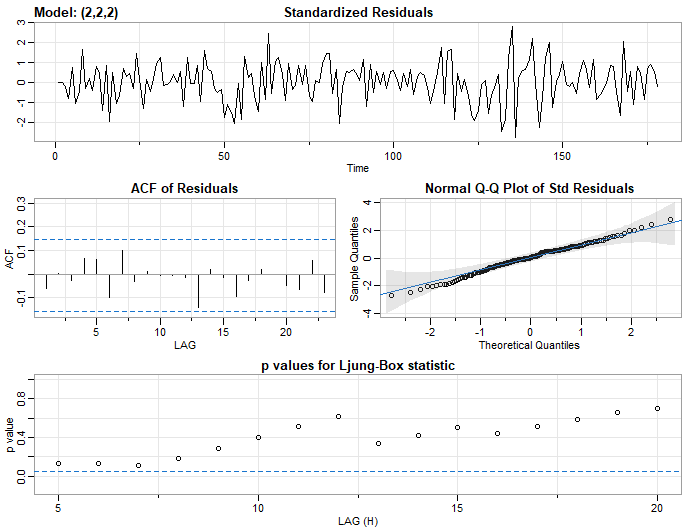 Model: (2,2,2) Standardized Residuals
3
2
1
0
-1
-2
0 50 100 150
Time
ACF of Residuals
0.3
0.2
0.1
-0.1
ACF
5 10 15 20
LAG
Normal Q-Q Plot of Std Residuals
4
2
0
-2
-4
Sample Quantiles
-2 -1 0 1 2
Theoretical Quantiles
p values for Ljung-Box statistic
0.8
0.4
0.0
p value
5 10 15 20
LAG (H)